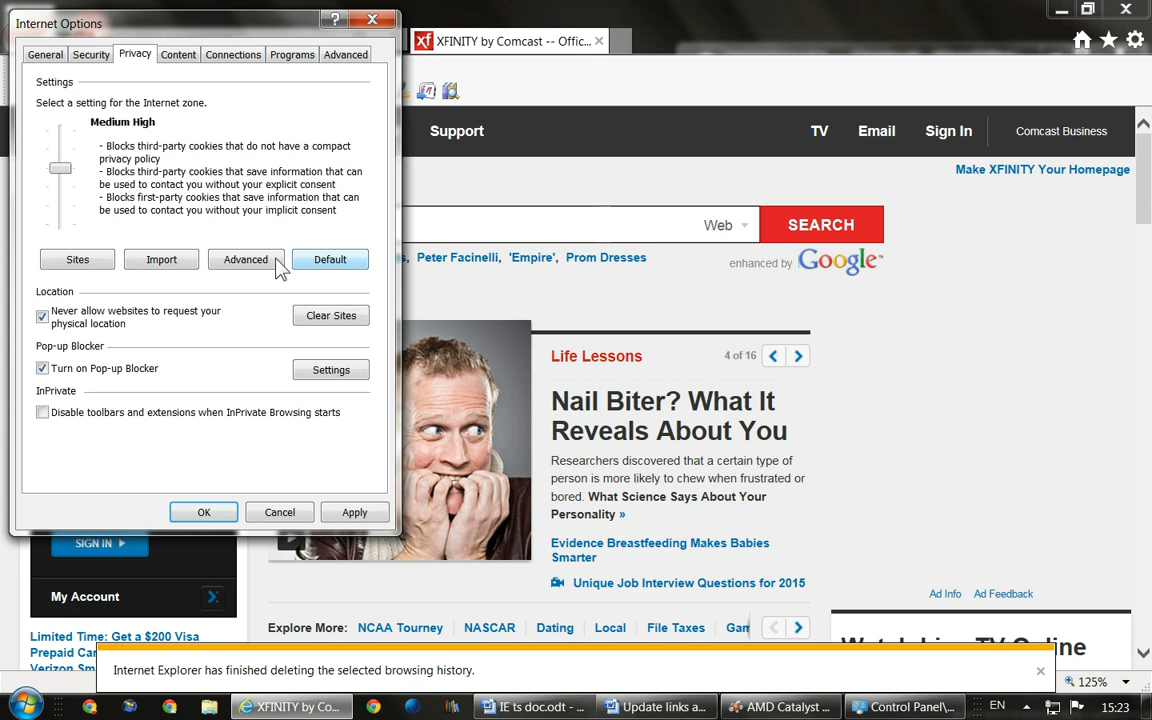 Internet Options
?
xf XFINITY by Comcast -- Offic...
General Security Privacy Content Connections Programs Advanced
Settings
Select a setting for the Internet zone.
Medium High
- Blocks third-party cookies that do not have a compact
privacy policy
- Blocks third-party cookies that save information that can
be used to contact you without your explicit consent
- Blocks first-party cookies that save information that can
be used to contact you without your implicit consent
Sites Import Advanced Default
Location
Never allow websites to request your
physical location
Clear Sites
Pop-up Blocker
Turn on Pop-up Blocker
Settings
InPrivate
Disable toolbars and extensions when InPrivate Browsing starts
OK Cancel Apply
Support TV Email Sign In Comcast Business
Make XFINITY Your Homepage
Web SEARCH
Peter Facinelli, 'Empire', Prom Dresses
enhanced by Google™
Life Lessons 4 of 16
Nail Biter? What It
Reveals About You
Researchers discovered that a certain type of
person is more likely to chew when frustrated or
bored. What Science Says About Your
Personality »
Evidence Breastfeeding Makes Babies
Smarter
Unique Job Interview Questions for 2015
SIGN IN
My Account
Limited Time: Get a $200 Visa
Prepaid Car
Verizon Sm
Ad Info Ad Feedback
Explore More: NCAA Tourney NASCAR Dating Local File Taxes Gam
Internet Explorer has finished deleting the selected browsing history.
125%
XFINITY by Co... IE ts doc.odt - ... Update links a... AMD Catalyst ... Control Panel\... EN 15:23